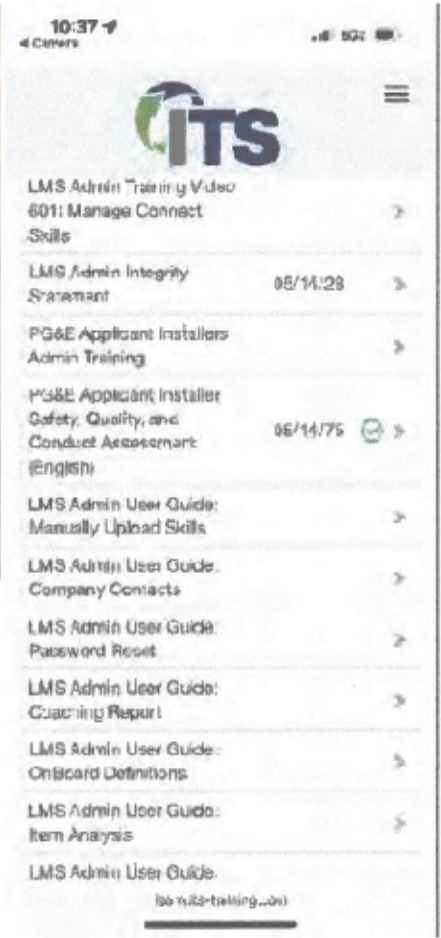 10:37
ITS
LMS Admin Training Video
601: Manage Connect
Skills
LMS Admin Integrity
Statement
PG&E Applicant Installers
Admin Training
PG&E Applicant Installer
Safety, Quality, and
Conduct Assessment
(English)
LMS Admin User Guide:
Manually Upload Skills
LMS Admin User Guide:
Company Contacts
LMS Admin User Guide:
Password Reset
LMS Admin User Guide:
Coaching Report
LMS Admin User Guide:
OnBoard Definitions
LMS Admin User Guide:
Item Analysis
LMS Admin User Guide: